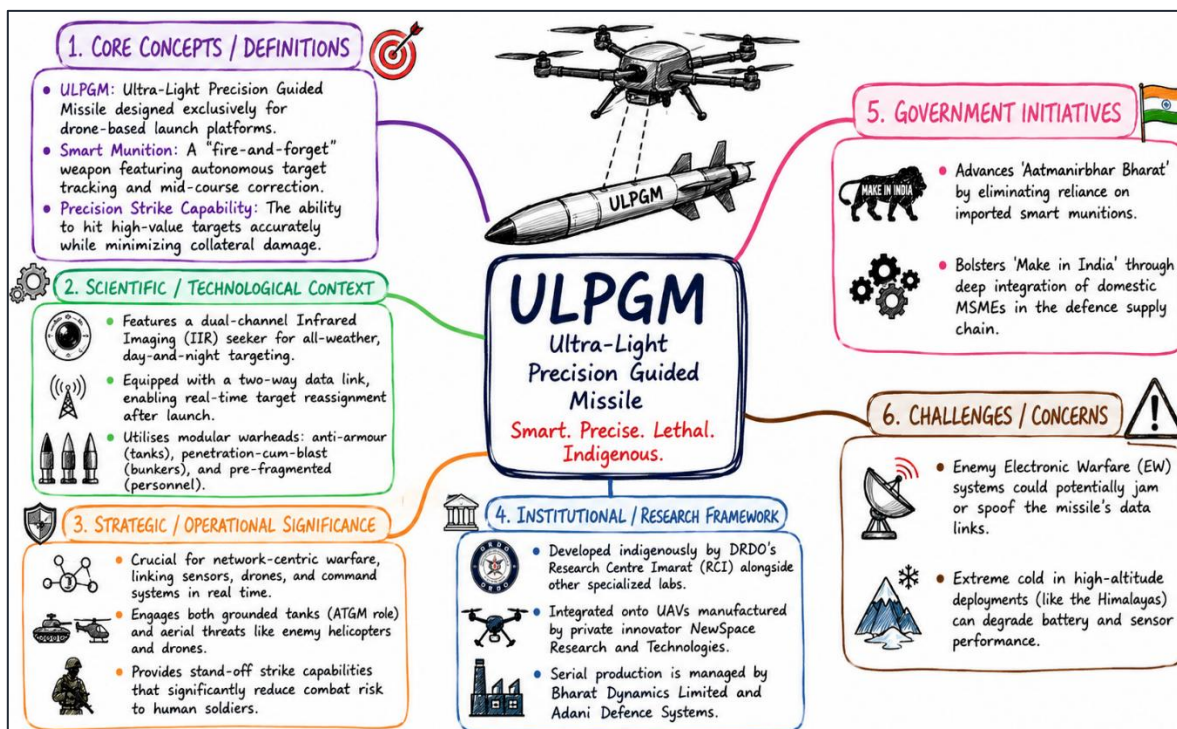 1. CORE CONCEPTS / DEFINITIONS
• ULPGM: Ultra-Light Precision Guided
Missile designed exclusively for
drone-based launch platforms.
• Smart Munition: A "fire-and-forget"
weapon featuring autonomous target
tracking and mid-course correction.
• Precision Strike Capability: The ability
to hit high-value targets accurately
while minimizing collateral damage.
2. SCIENTIFIC / TECHNOLOGICAL CONTEXT
• Features a dual-channel Infrared
Imaging (IIR) seeker for all-weather,
day-and-night targeting.
• Equipped with a two-way data link,
enabling real-time target reassignment
after launch.
• Utilises modular warheads: anti-armour
(tanks), penetration-cum-blast
(bunkers), and pre-fragmented
(personnel).
3. STRATEGIC / OPERATIONAL SIGNIFICANCE
• Crucial for network-centric warfare,
linking sensors, drones, and command
systems in real time.
• Engages both grounded tanks (ATGM role)
and aerial threats like enemy helicopters
and drones.
• Provides stand-off strike capabilities
that significantly reduce combat risk
to human soldiers.
ULPGM
ULPGM
Ultra-Light
Precision Guided
Missile
Smart. Precise. Lethal.
Indigenous.
4. INSTITUTIONAL / RESEARCH FRAMEWORK
DRDO
DRDO
• Developed indigenously by DRDO's
Research Centre Imarat (RCI) alongside
other specialized labs.
• Integrated onto UAVs manufactured
by private innovator NewSpace
Research and Technologies.
• Serial production is managed by
Bharat Dynamics Limited and
Adani Defence Systems.
5. GOVERNMENT INITIATIVES
MAKE IN INDIA
• Advances 'Aatmanirbhar Bharat'
by eliminating reliance on
imported smart munitions.
• Bolsters 'Make in India' through
deep integration of domestic
MSMEs in the defence supply
chain.
6. CHALLENGES / CONCERNS
• Enemy Electronic Warfare (EW)
systems could potentially jam
or spoof the missile's data
links.
• Extreme cold in high-altitude
deployments (like the Himalayas)
can degrade battery and sensor
performance.